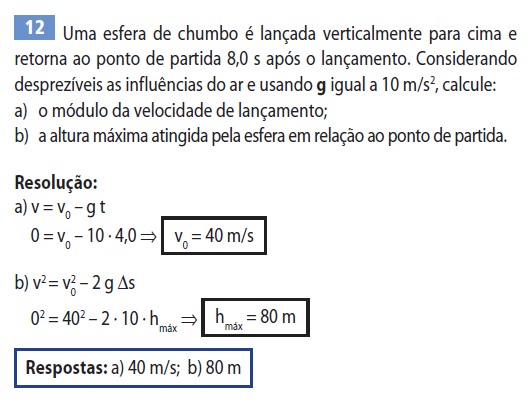 12 Uma esfera de chumbo é lançada verticalmente para cima e
retorna ao ponto de partida 8,0 s após o lançamento. Considerando
desprezíveis as influências do ar e usando g igual a 10 m/s², calcule:
a) o módulo da velocidade de lançamento;
b) a altura máxima atingida pela esfera em relação ao ponto de partida.
Resolução:
a) v = v₀ – g t
0 = v₀ – 10 · 4,0 ⇒ v₀ = 40 m/s
b) v² = v₀² – 2 g Δs
0² = 40² – 2 · 10 · hmáx ⇒ hmáx = 80 m
Respostas: a) 40 m/s; b) 80 m